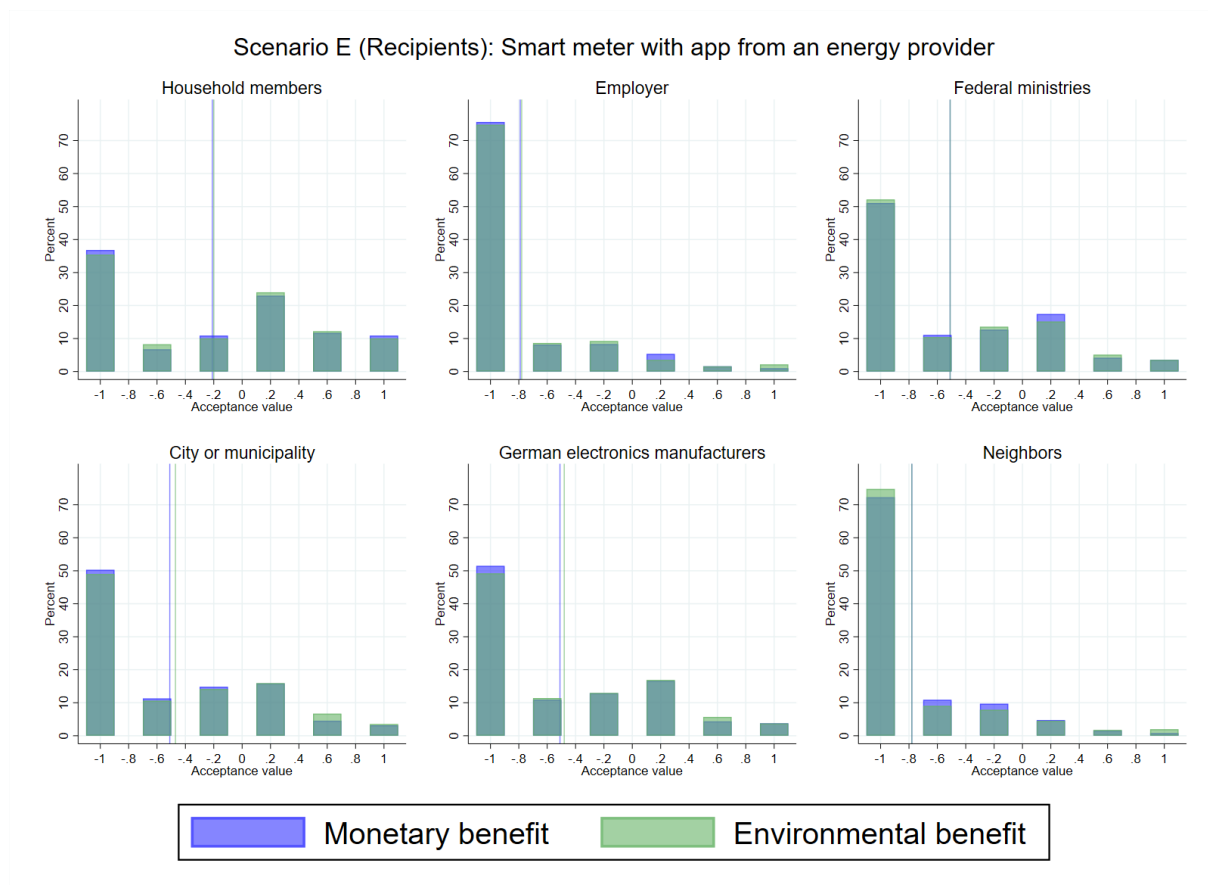 Scenario E (Recipients): Smart meter with app from an energy provider
Household members
Employer
Federal ministries
Percent
70
60
50
40
30
20
10
0
-1 -.8 -.6 -.4 -.2 0 .2 .4 .6 .8 1
Acceptance value
Percent
70
60
50
40
30
20
10
0
-1 -.8 -.6 -.4 -.2 0 .2 .4 .6 .8 1
Acceptance value
Percent
70
60
50
40
30
20
10
0
-1 -.8 -.6 -.4 -.2 0 .2 .4 .6 .8 1
Acceptance value
City or municipality
German electronics manufacturers
Neighbors
Percent
70
60
50
40
30
20
10
0
-1 -.8 -.6 -.4 -.2 0 .2 .4 .6 .8 1
Acceptance value
Percent
70
60
50
40
30
20
10
0
-1 -.8 -.6 -.4 -.2 0 .2 .4 .6 .8 1
Acceptance value
Percent
70
60
50
40
30
20
10
0
-1 -.8 -.6 -.4 -.2 0 .2 .4 .6 .8 1
Acceptance value
Monetary benefit
Environmental benefit